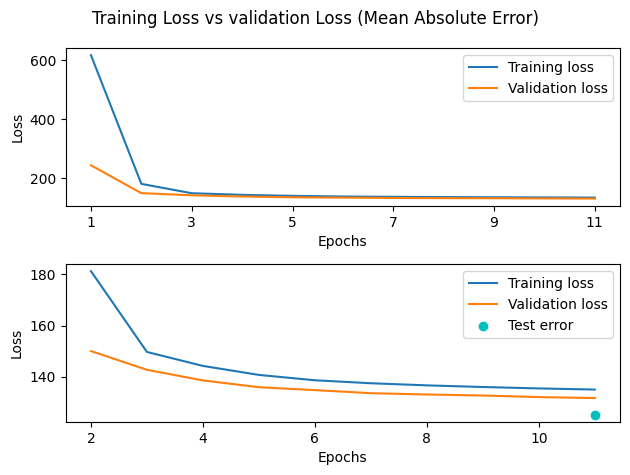 Training Loss vs validation Loss (Mean Absolute Error)
600
400
200
Loss
Training loss
Validation loss
1 3 5 7 9 11
Epochs
180
160
140
Loss
Training loss
Validation loss
Test error
2 4 6 8 10
Epochs